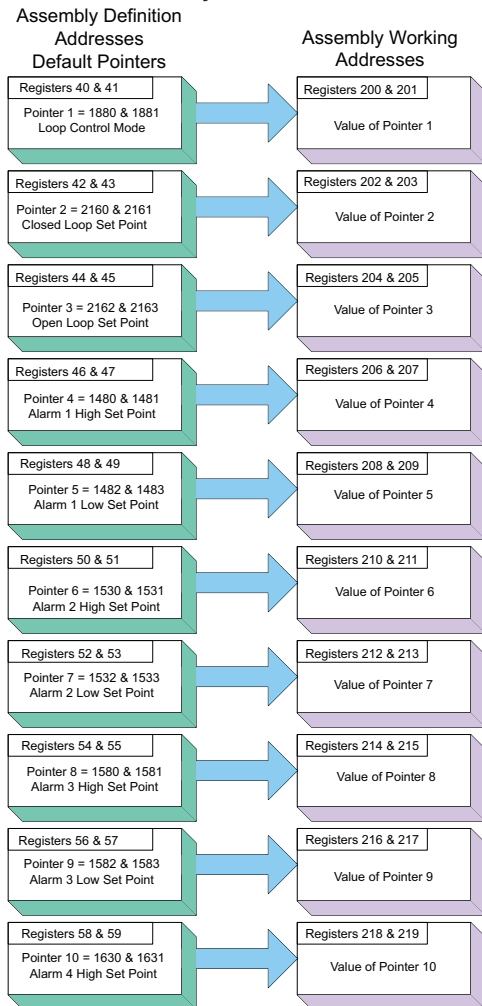 Assembly Definition
Addresses
Default Pointers
Assembly Working
Addresses
Registers 40 & 41
Pointer 1 = 1880 & 1881
Loop Control Mode
Registers 200 & 201
Value of Pointer 1
Registers 42 & 43
Pointer 2 = 2160 & 2161
Closed Loop Set Point
Registers 202 & 203
Value of Pointer 2
Registers 44 & 45
Pointer 3 = 2162 & 2163
Open Loop Set Point
Registers 204 & 205
Value of Pointer 3
Registers 46 & 47
Pointer 4 = 1480 & 1481
Alarm 1 High Set Point
Registers 206 & 207
Value of Pointer 4
Registers 48 & 49
Pointer 5 = 1482 & 1483
Alarm 1 Low Set Point
Registers 208 & 209
Value of Pointer 5
Registers 50 & 51
Pointer 6 = 1530 & 1531
Alarm 2 High Set Point
Registers 210 & 211
Value of Pointer 6
Registers 52 & 53
Pointer 7 = 1532 & 1533
Alarm 2 Low Set Point
Registers 212 & 213
Value of Pointer 7
Registers 54 & 55
Pointer 8 = 1580 & 1581
Alarm 3 High Set Point
Registers 214 & 215
Value of Pointer 8
Registers 56 & 57
Pointer 9 = 1582 & 1583
Alarm 3 Low Set Point
Registers 216 & 217
Value of Pointer 9
Registers 58 & 59
Pointer 10 = 1630 & 1631
Alarm 4 High Set Point
Registers 218 & 219
Value of Pointer 10